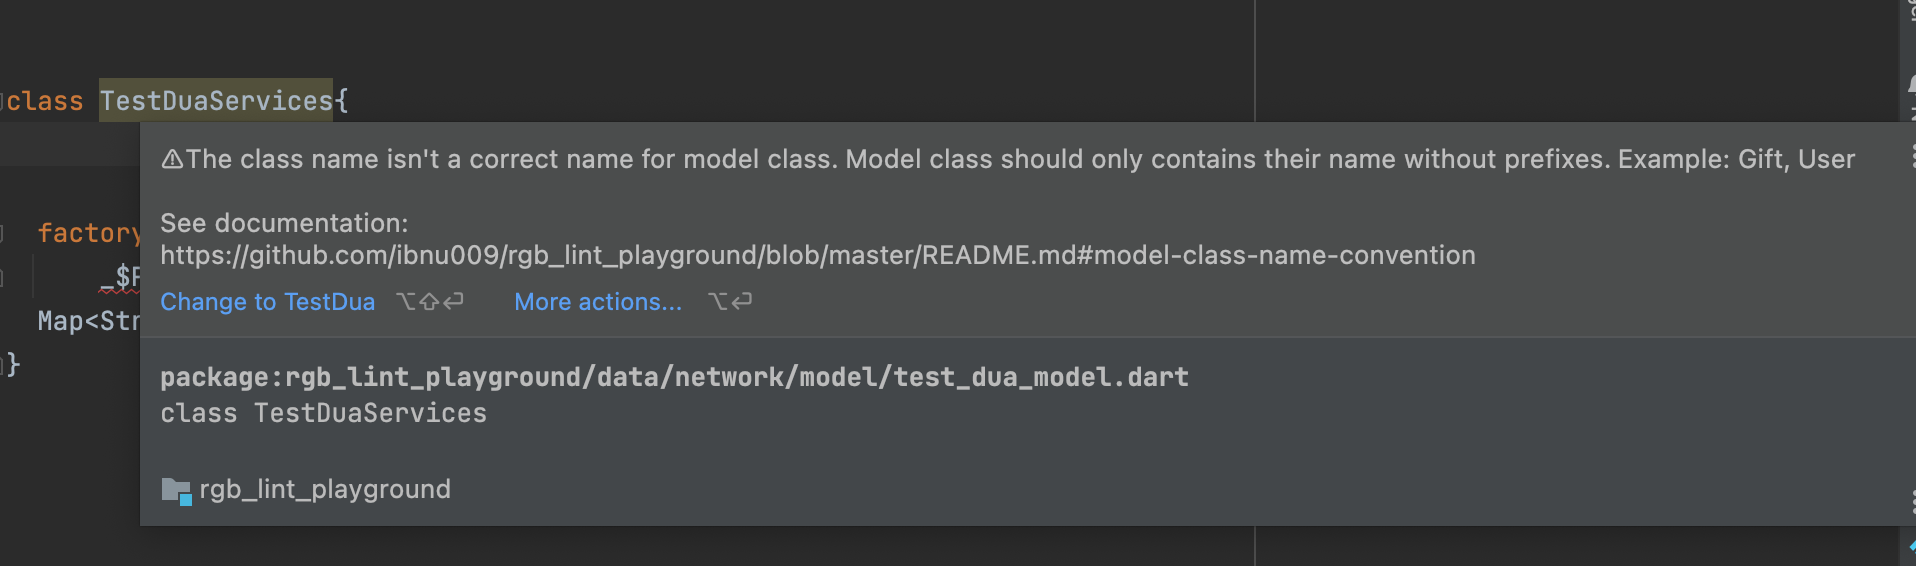 class TestDuaServices{
⚠The class name isn't a correct name for model class. Model class should only contains their name without prefixes. Example: Gift, User
See documentation:
https://github.com/ibnu009/rgb_lint_playground/blob/master/README.md#model-class-name-convention
Change to TestDua ⌥⇧⏎ More actions... ⌥⏎
factory
_$
Map<Str
}
package:rgb_lint_playground/data/network/model/test_dua_model.dart
class TestDuaServices
rgb_lint_playground